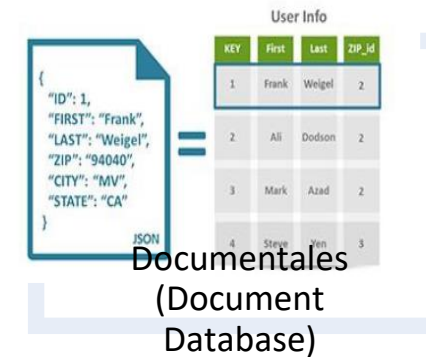 User Info
{
"ID": 1,
"FIRST": "Frank",
"LAST": "Weigel",
"ZIP": "94040",
"CITY": "MV",
"STATE": "CA"
}
JSON
=
KEY First Last ZIP_id
1 Frank Weigel 2
2 Ali Dodson 2
3 Mark Azad 2
4 Steve Yen 3
Documentales
(Document
Database)